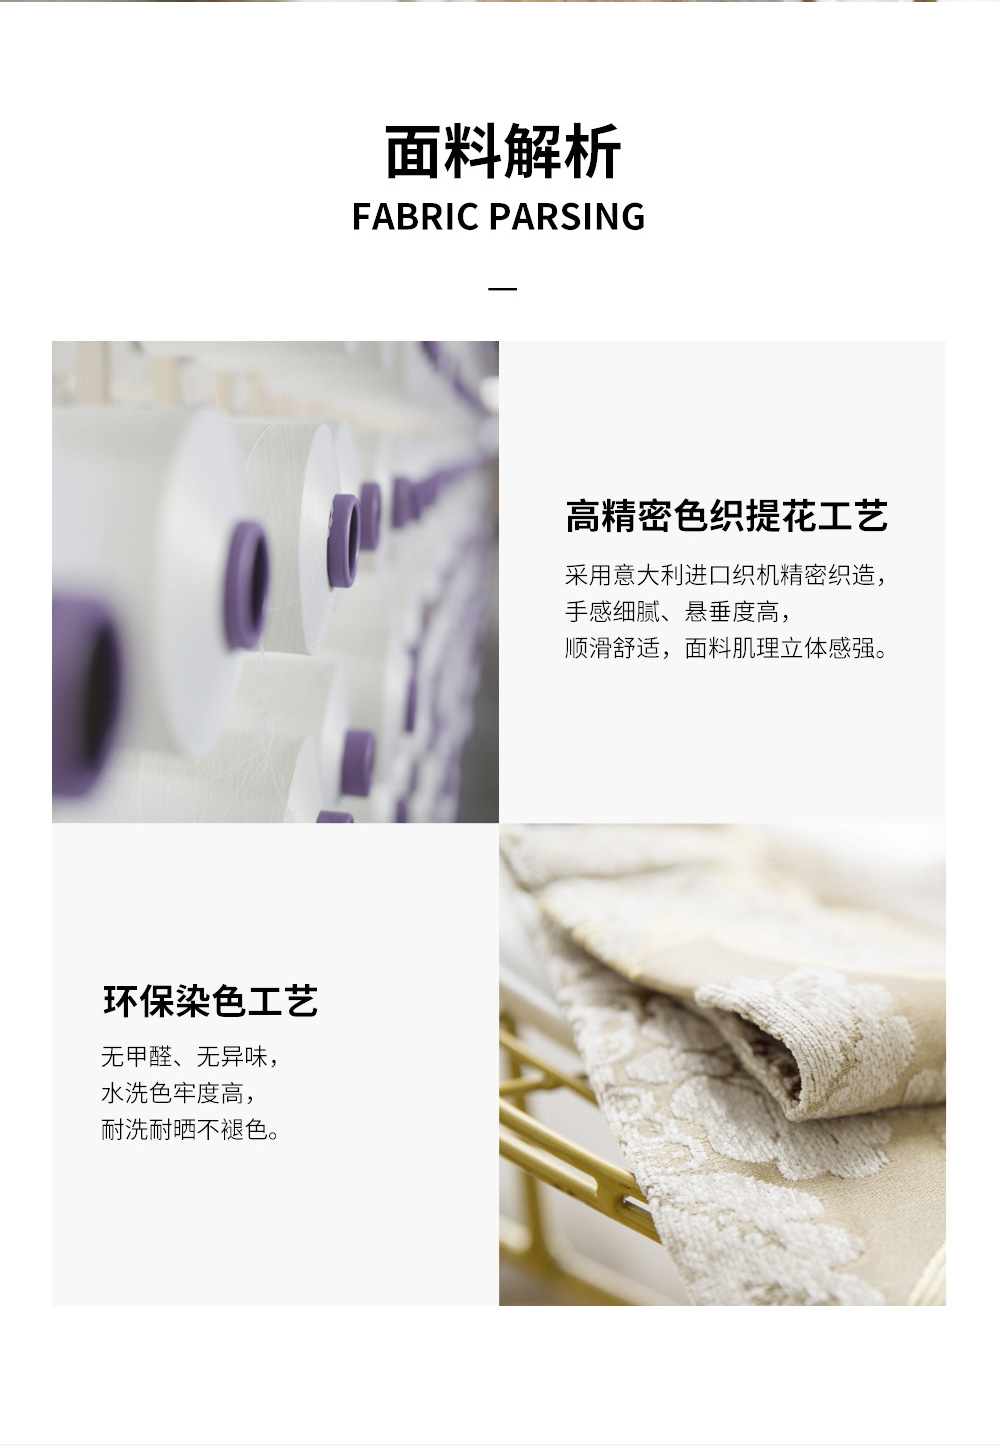 面料解析
FABRIC PARSING
高精密色织提花工艺
采用意大利进口织机精密织造，
手感细腻、悬垂度高，
顺滑舒适，面料肌理立体感强。
环保染色工艺
无甲醛、无异味，
水洗色牢度高，
耐洗耐晒不褪色。